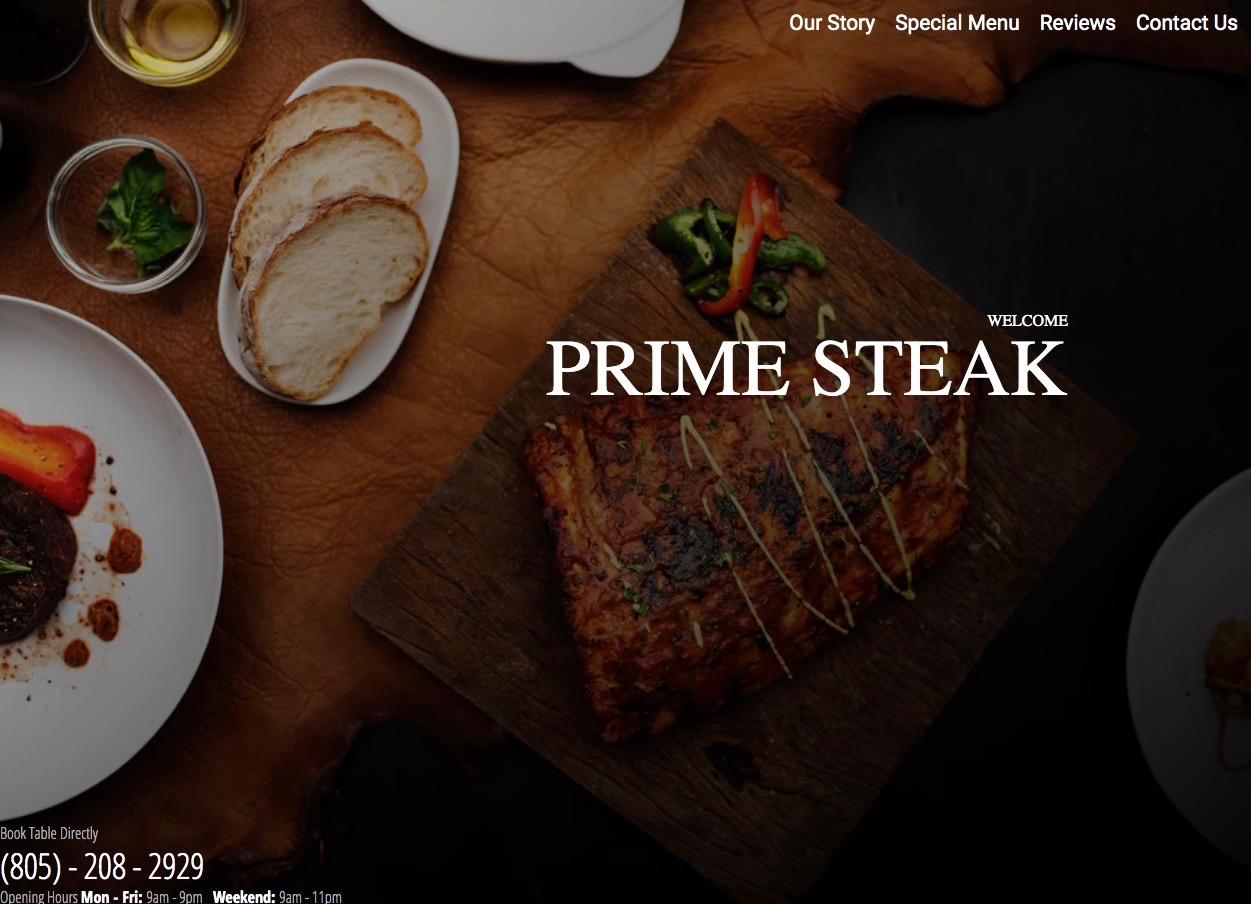 Our Story Special Menu Reviews Contact Us
WELCOME
PRIME STEAK
Book Table Directly
(805) - 208 - 2929
Opening Hours Mon - Fri: 9am - 9pm Weekend: 9am - 11pm